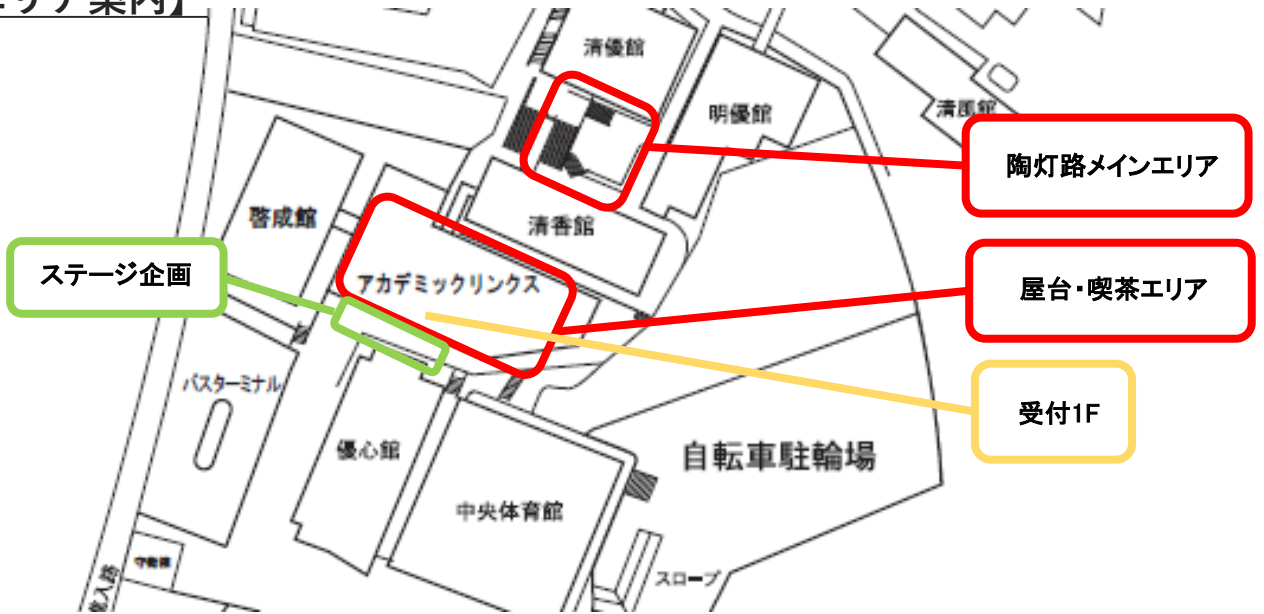 エリア案内】
清優館
明優館
清風館
陶灯路メインエリア
啓成館
清香館
ステージ企画
アカデミックリンクス
屋台・喫茶エリア
バスターミナル
受付1F
優心館
自転車駐輪場
中央体育館
スロープ